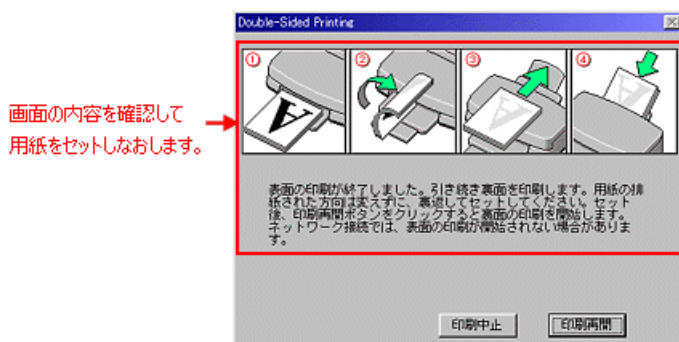 Double-Sided Printing
① ② ③ ④
A
画面の内容を確認して
用紙をセットしなおします。
表面の印刷が終了しました。引き続き裏面を印刷します。用紙の排
紙された方向は変えずに、裏返してセットしてください。セット
後、印刷再開ボタンをクリックすると裏面の印刷を開始します。
ネットワーク接続では、表面の印刷が開始されない場合がありま
す。
印刷中止
印刷再開